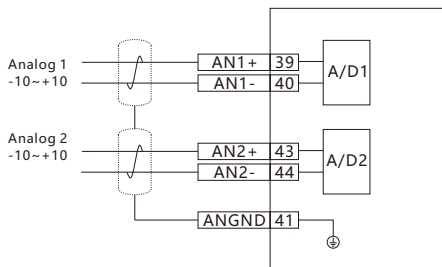 Analog 1
-10~+10
AN1+ 39
AN1- 40
A/D1
Analog 2
-10~+10
AN2+ 43
AN2- 44
A/D2
ANGND 41